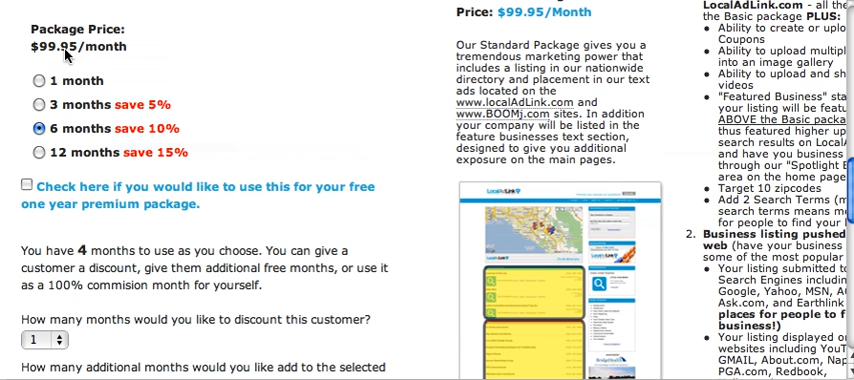 Package Price:
$99.95/month
1 month
3 months save 5%
6 months save 10%
12 months save 15%
Check here if you would like to use this for your free
one year premium package.
You have 4 months to use as you choose. You can give
customer a discount, give them additional free months, or use it
as a 100% commision month for yourself.
How many months would you like to discount this customer?
1
How many additional months would you like add to the selected
Price: $99.95/Month
Our Standard Package gives you a
tremendous marketing power that
includes a listing in our nationwide
directory and placement in our text
ads located on the
www.localAdLink.com and
www.BOOMj.com sites. In addition
your company will be listed in the
feature businesses text section,
designed to give you additional
exposure on the main pages.
LocalAdLink
LocalAdLink.com - all the
the Basic package PLUS:
Ability to create or uplo
Coupons
Ability to upload multipl
into an image gallery
Ability to upload and sh
videos
"Featured Business" sta
your listing will be featu
ABOVE the Basic packa
thus featured higher up
search results on LocalA
and have you business
through our "Spotlight B
area on the home page
Target 10 zipcodes
Add 2 Search Terms (m
search terms means m
for people to find your l
2. Business listing pushed
web (have your business
some of the most popular
Your listing submitted to
Search Engines includin
Google, Yahoo, MSN, A
Ask.com, and Earthlink
places for people to f
business!)
Your listing displayed o
websites including YouT
GMAIL, About.com, Nap
PGA.com, Redbook,